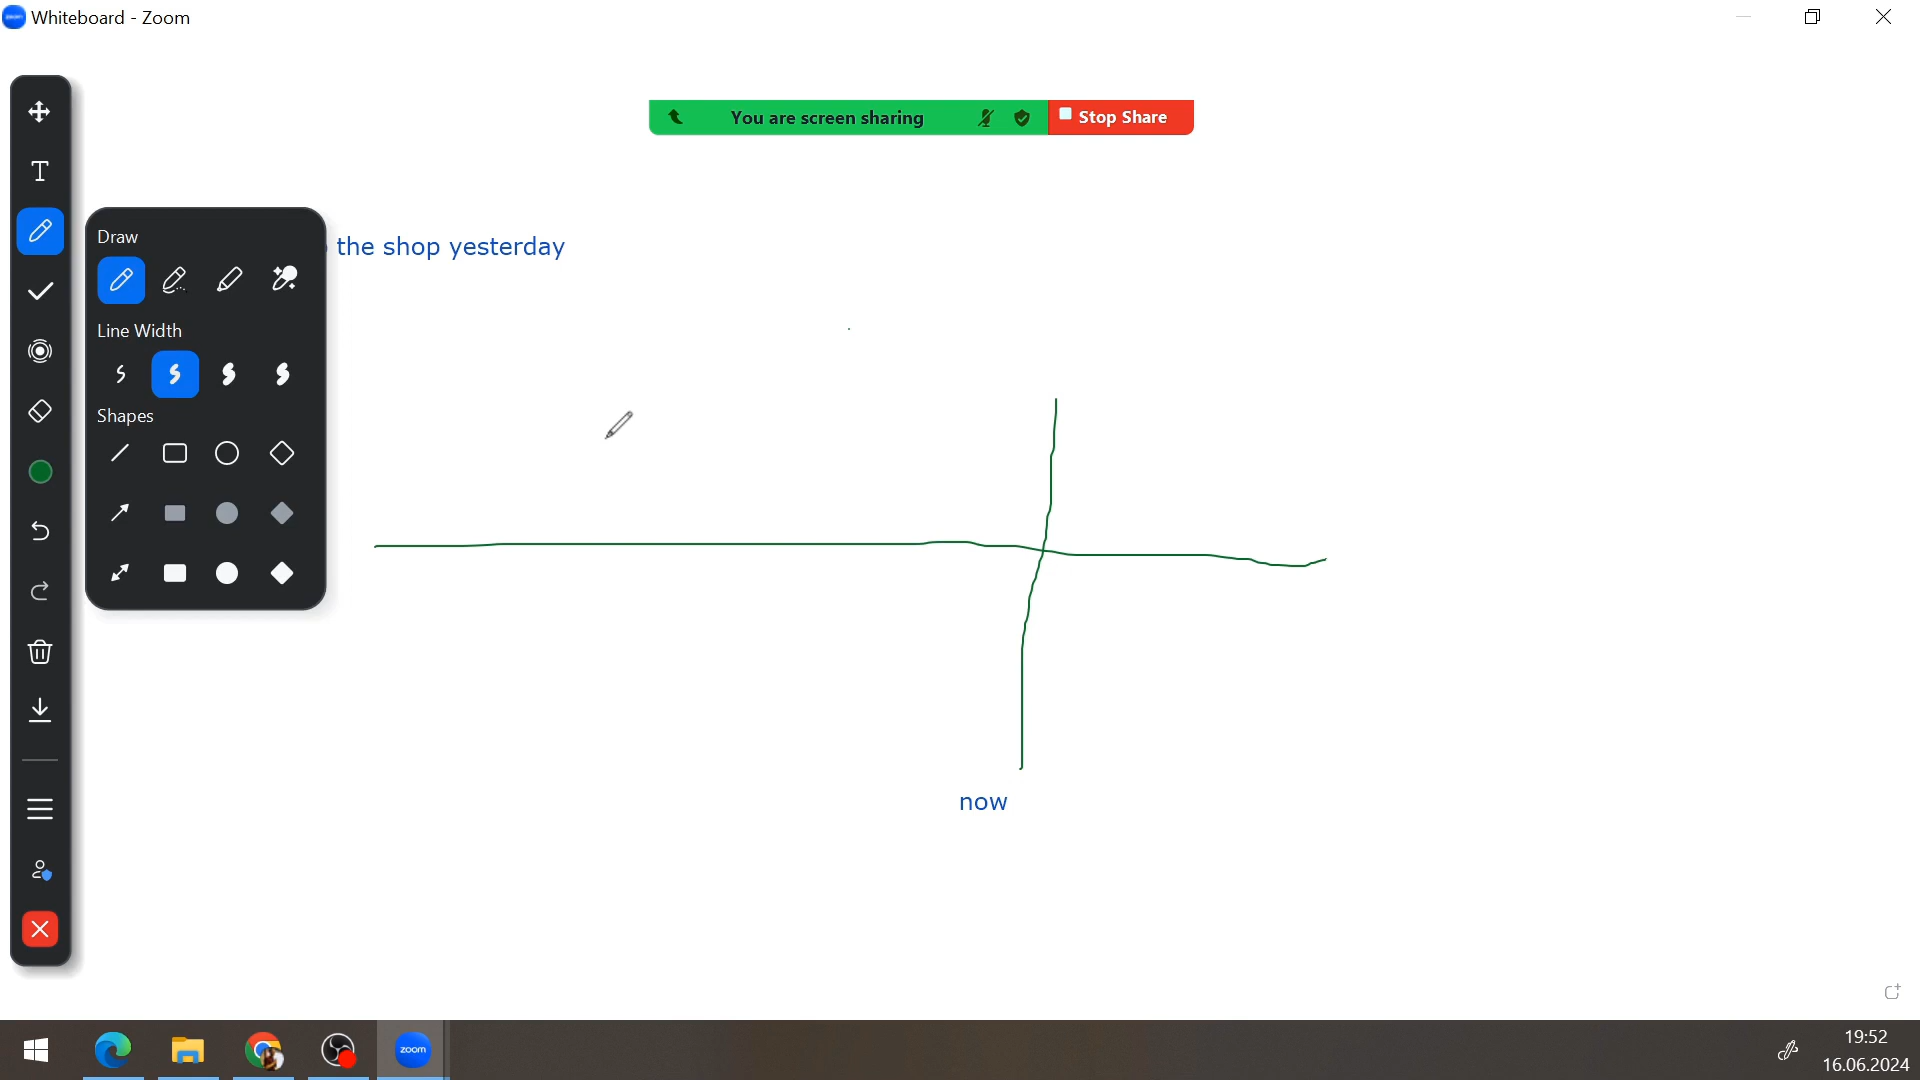 Whiteboard - Zoom
You are screen sharing
Stop Share
Draw
the shop yesterday
Line Width
Shapes
now
zoom
19:52
16.06.2024